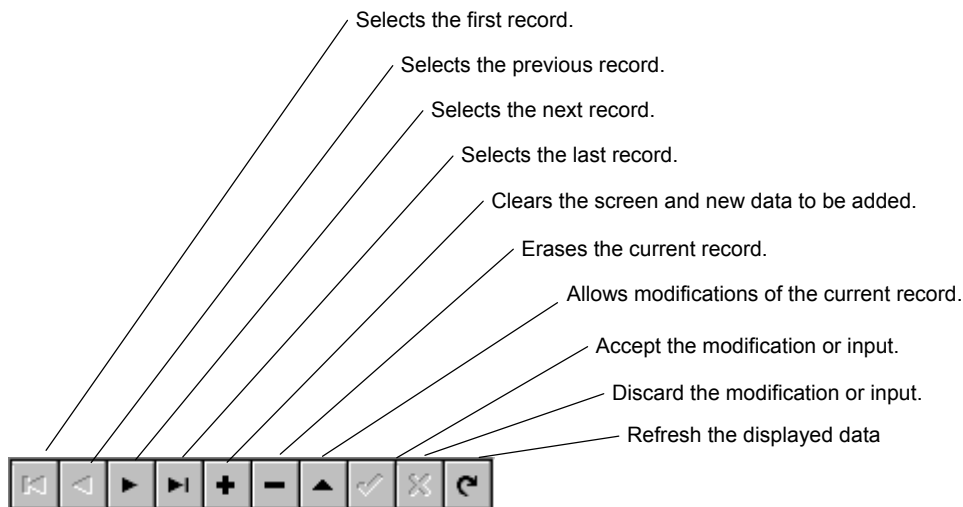 Selects the first record.
Selects the previous record.
Selects the next record.
Selects the last record.
Clears the screen and new data to be added.
Erases the current record.
Allows modifications of the current record.
Accept the modification or input.
Discard the modification or input.
Refresh the displayed data